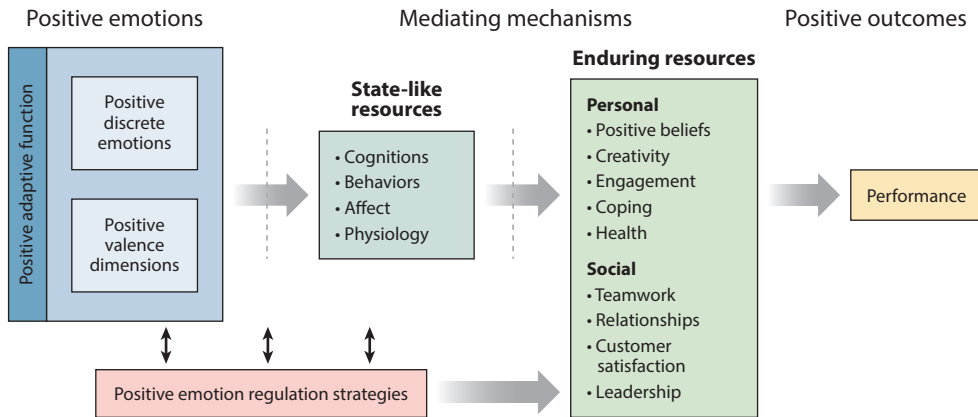 Positive emotions
Mediating mechanisms
Positive outcomes
Positive adaptive function
Positive
discrete
emotions
Positive
valence
dimensions
State-like
resources
• Cognitions
• Behaviors
• Affect
• Physiology
Enduring resources
Personal
• Positive beliefs
• Creativity
• Engagement
• Coping
• Health
Social
• Teamwork
• Relationships
• Customer
satisfaction
• Leadership
Performance
Positive emotion regulation strategies